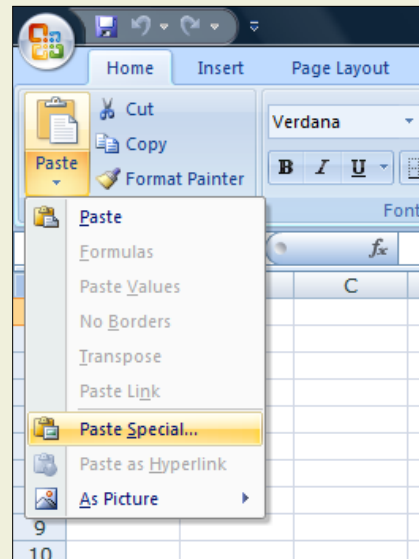 Home Insert Page Layout
Cut
Verdana
Copy
B I U
Paste
Format Painter
Font
Paste
fx
Formulas
Paste Values
C
No Borders
Transpose
Paste Link
Paste Special...
Paste as Hyperlink
As Picture
9
10